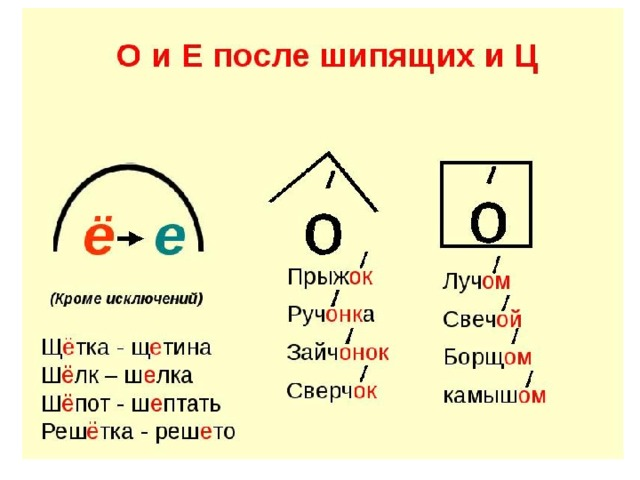 О и Е после шипящих и Ц
ё е
(Кроме исключений)
Щётка - щетина
Шёлк – шелка
Шёпот - шептать
Решётка - решето
о
Прыжок
Ручонка
Зайчонок
Сверчок
о
Лучом
Свечой
Борщом
камышом